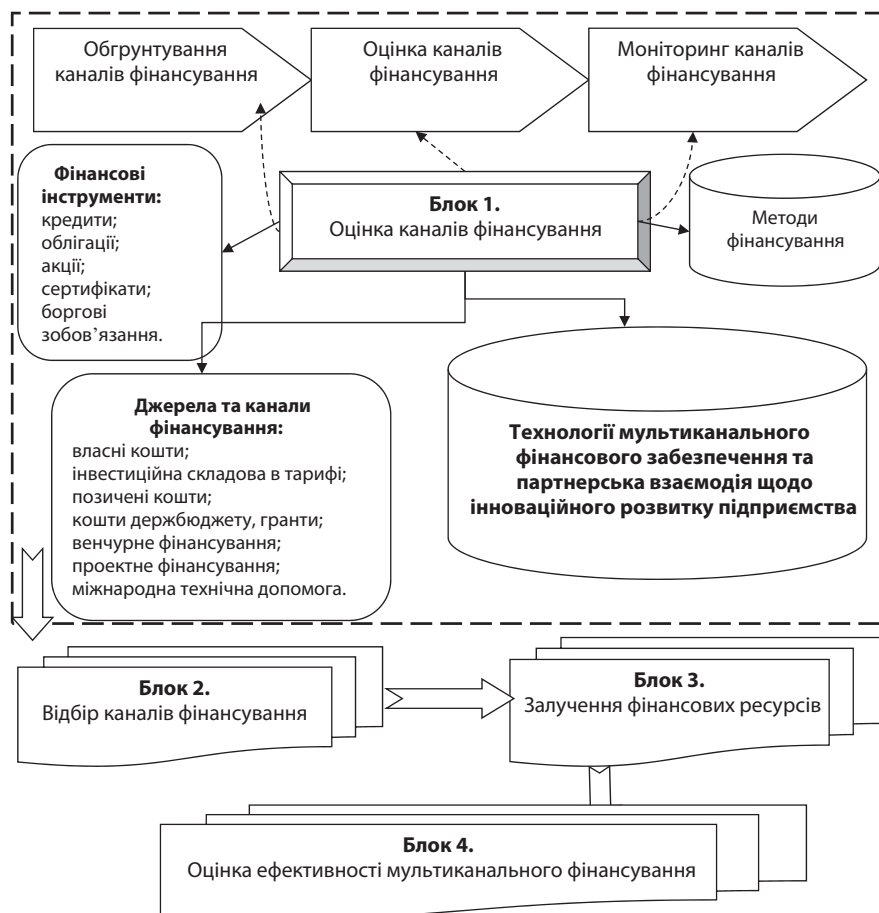 Обгрунтування
каналів фінансування
Оцінка каналів
фінансування
Моніторинг каналів
фінансування
Фінансові
інструменти:
кредити;
облігації;
акції;
сертифікати;
боргові
зобов’язання.
Блок 1.
Оцінка каналів фінансування
Методи
фінансування
Джерела та канали
фінансування:
власні кошти;
інвестиційна складова в тарифі;
позичені кошти;
кошти держбюджету, гранти;
венчурне фінансування;
проектне фінансування;
міжнародна технічна допомога.
Технології мультиканального
фінансового забезпечення та
партнерська взаємодія щодо
інноваційного розвитку підприємства
Блок 2.
Відбір каналів фінансування
Блок 3.
Залучення фінансових ресурсів
Блок 4.
Оцінка ефективності мультиканального фінансування